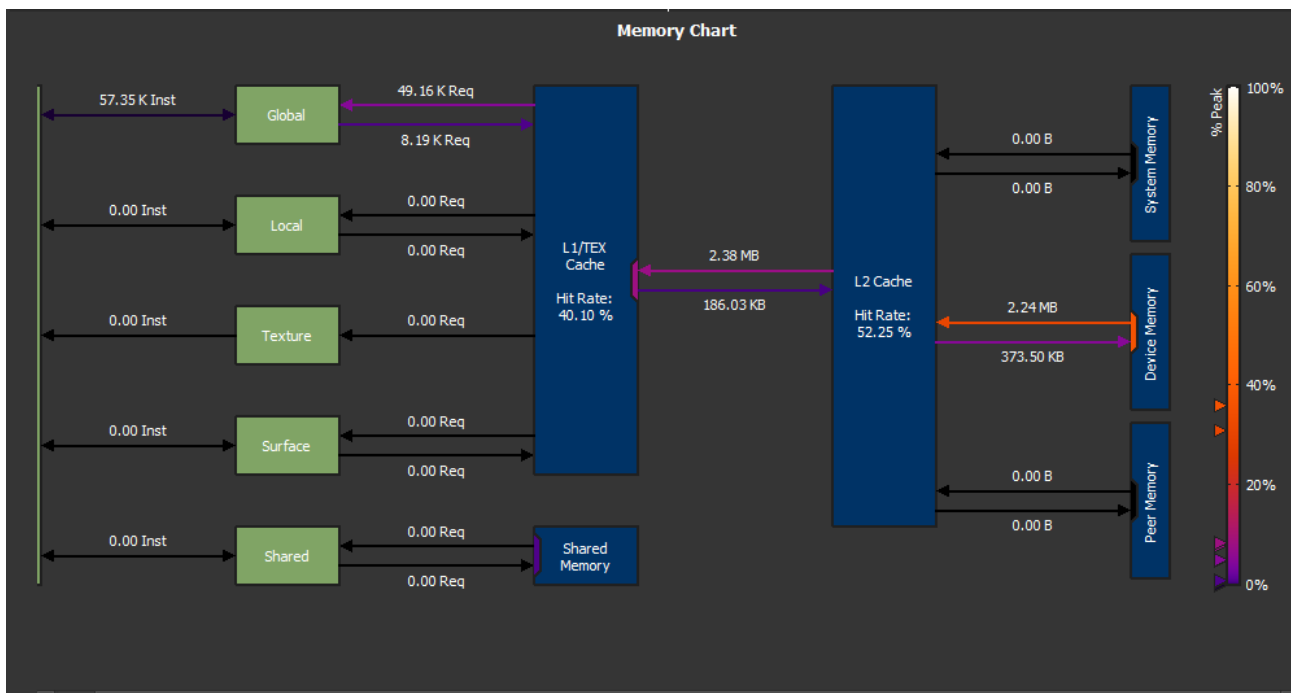 Memory Chart
57.35 K Inst
Global
49.16 K Req
8.19 K Req
0.00 Inst
Local
0.00 Req
0.00 Req
0.00 Inst
Texture
0.00 Req
0.00 Inst
Surface
0.00 Req
0.00 Req
0.00 Inst
Shared
0.00 Req
0.00 Req
L1/TEX
Cache
Hit Rate:
40.10 %
Shared
Memory
2.38 MB
186.03 KB
L2 Cache
Hit Rate:
52.25 %
0.00 B
0.00 B
System Memory
2.24 MB
373.50 KB
Device Memory
0.00 B
0.00 B
Peer Memory
% Peak
100%
80%
60%
40%
20%
0%